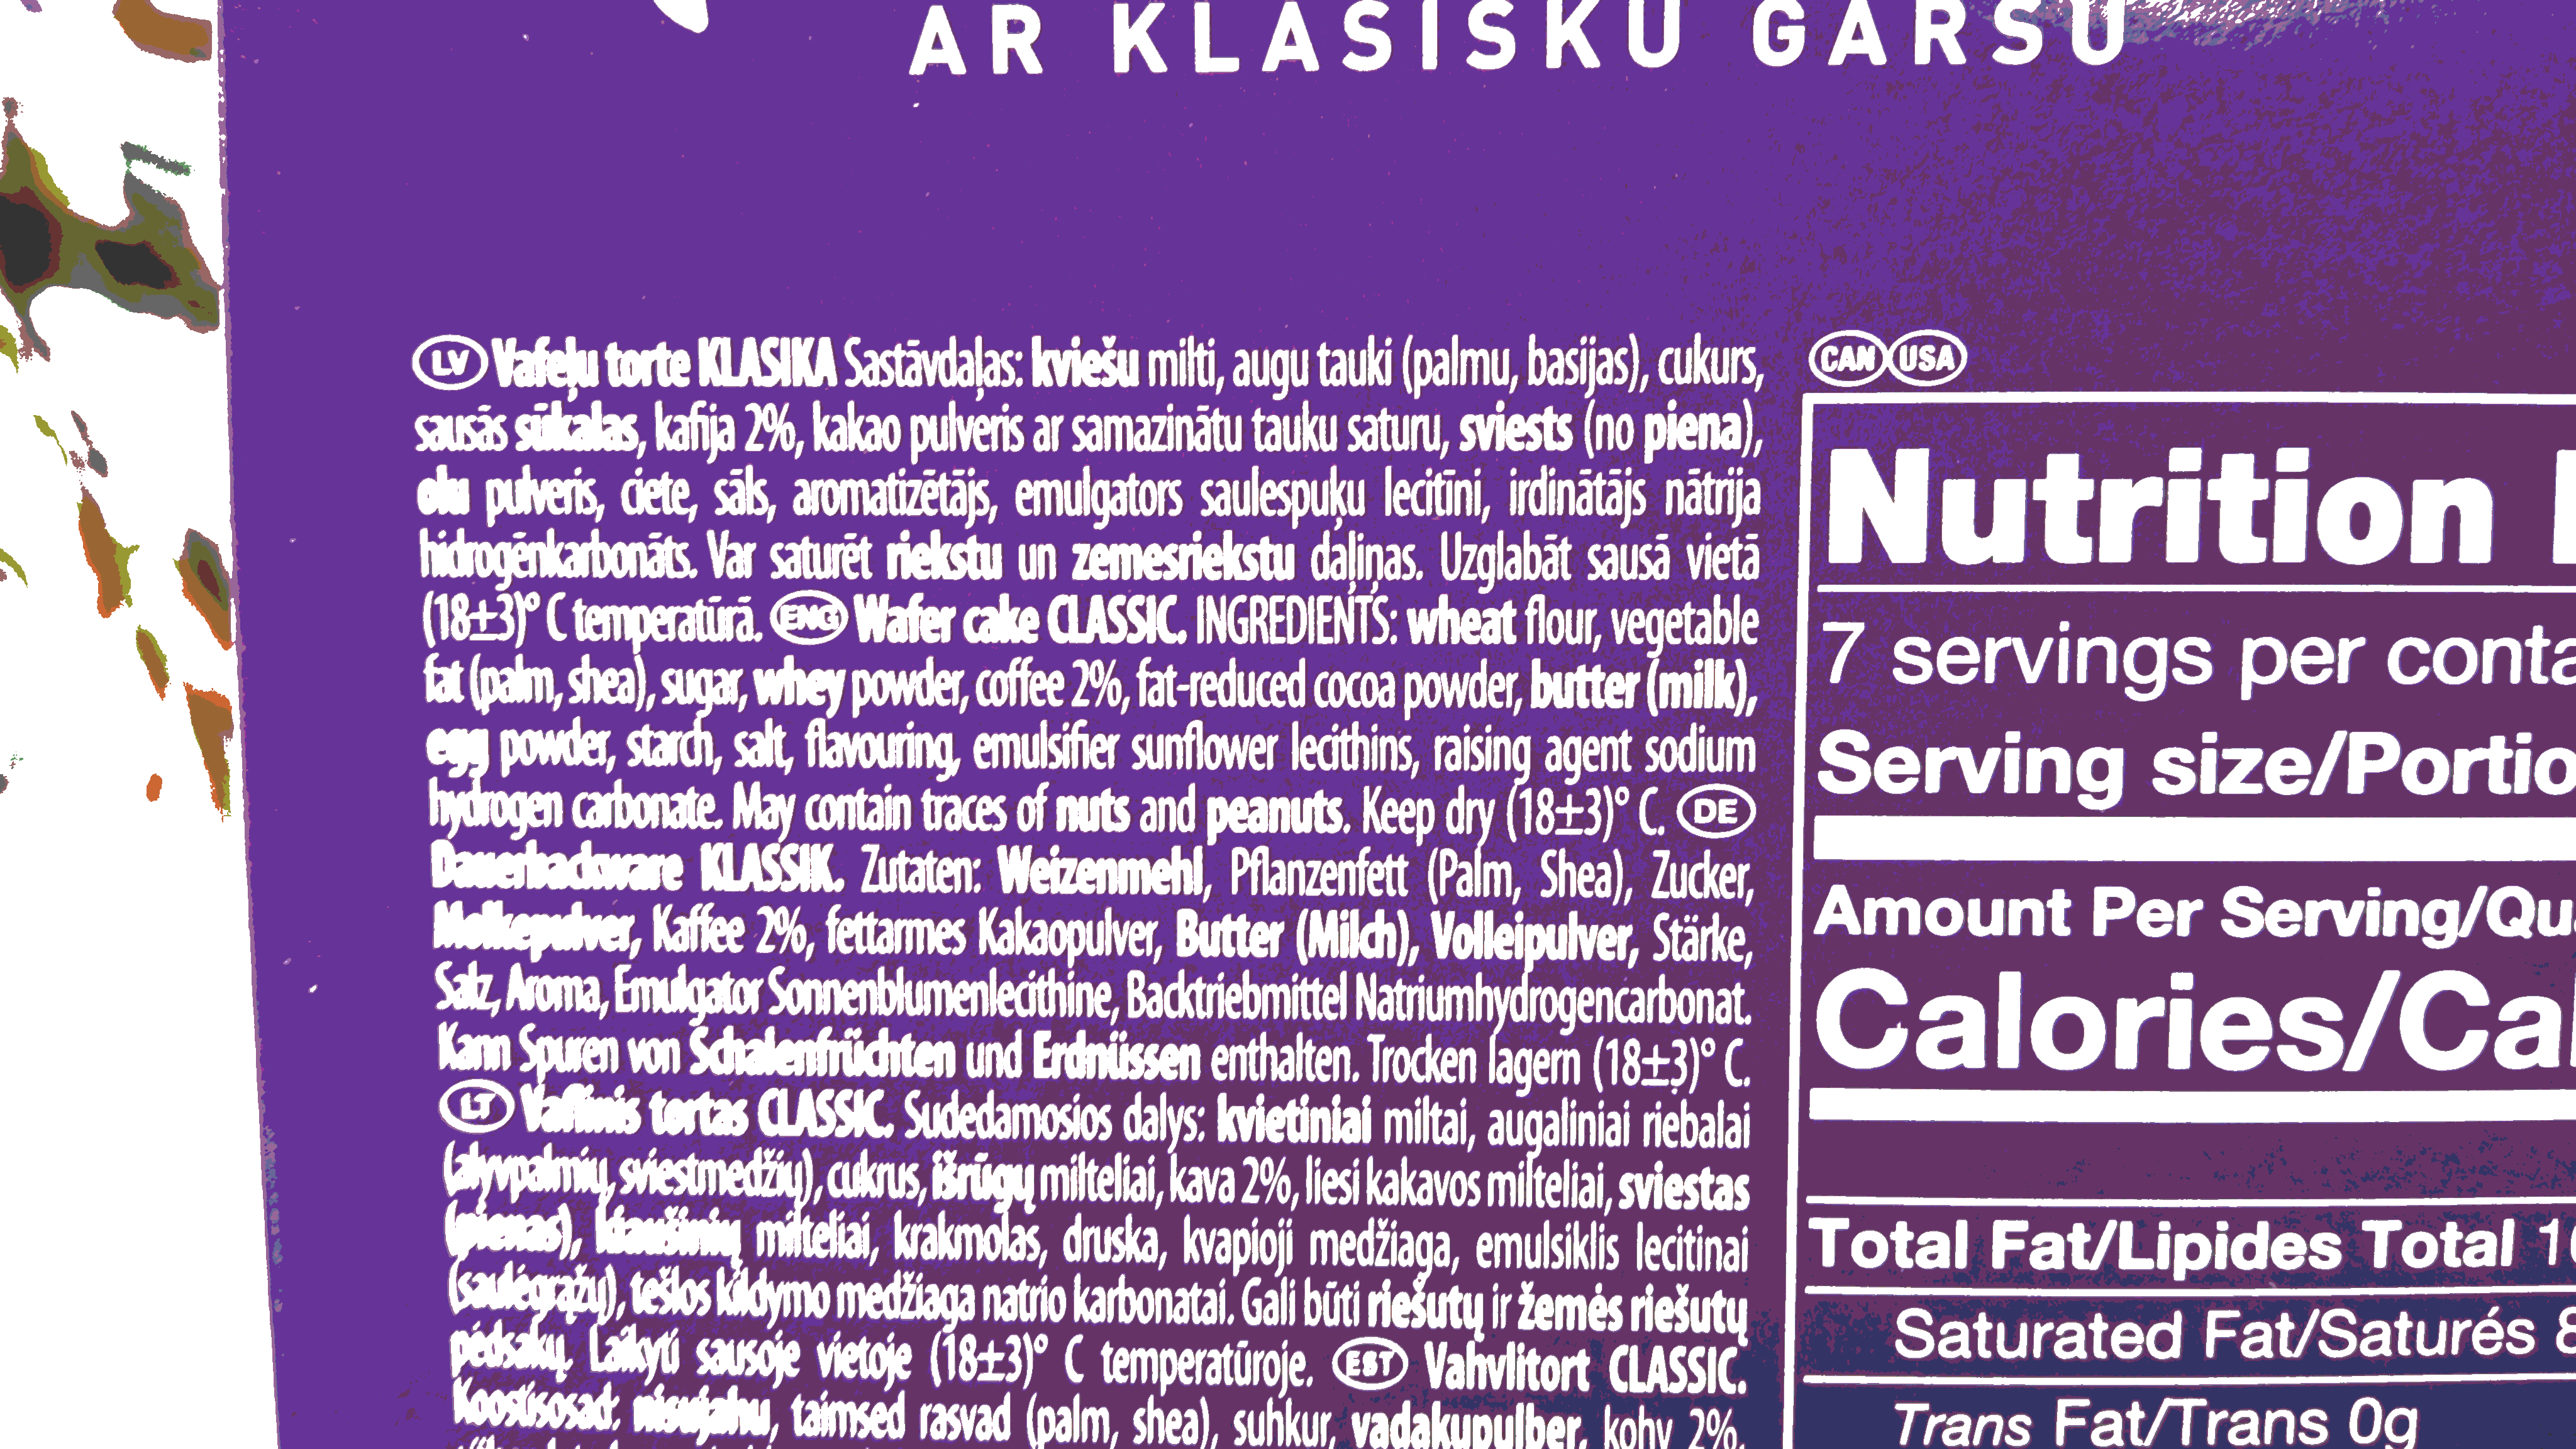 AR KLASISKU GARSU
LV Vafeļu torte KLASIKA Sastāvdaļas: kviešu milti, augu tauki (palmu, basijas), cukurs,
sausās sūkalas, kafija 2%, kakao pulveris ar samazinātu tauku saturu, sviests (no piena),
olu pulveris, ciete, sāls, aromatizētājs, emulgators saulespuķu lecitīni, irdinātājs nātrija
hidrogēnkarbonāts. Var saturēt riekstu un zemesriekstu daļiņas. Uzglabāt sausā vietā
(18±3)° C temperatūrā. ENG Wafer cake CLASSIC. INGREDIENTS: wheat flour, vegetable
fat (palm, shea), sugar, whey powder, coffee 2%, fat-reduced cocoa powder, butter (milk),
egg powder, starch, salt, flavouring, emulsifier sunflower lecithins, raising agent sodium
hydrogen carbonate. May contain traces of nuts and peanuts. Keep dry (18±3)° C. DE
Dauerbackware KLASSIK. Zutaten: Weizenmehl, Pflanzenfett (Palm, Shea), Zucker,
Molkepulver, Kaffee 2%, fettarmes Kakaopulver, Butter (Milch), Volleipulver, Stärke,
Salz, Aroma, Emulgator Sonnenblumenlecithine, Backtriebmittel Natriumhydrogencarbonat.
Kann Spuren von Schalenfrüchten und Erdnüssen enthalten. Trocken lagern (18±3)° C.
LT Vaflinis tortas CLASSIC. Sudedamosios dalys: kvietiniai miltai, augaliniai riebalai
(alyvpalmių, sviestmedžių), cukrus, išrūgų milteliai, kava 2%, liesi kakavos milteliai, sviestas
(pienas), kiaušinių milteliai, krakmolas, druska, kvapioji medžiaga, emulsiklis lecitinai
(saulėgrąžų), tešlos kildymo medžiaga natrio karbonatai. Gali būti riešutų ir žemės riešutų
pėdsakų. Laikyti sausoje vietoje (18±3)° C temperatūroje. EST Vahvlitort CLASSIC.
Koostisosad: nisujahu, taimsed rasvad (palm, shea), suhkur, vadakupulber, kohv 2%,
CAN USA
Nutrition
7 servings per conta
Serving size/Portio
Amount Per Serving/Qu
Calories/Cal
Total Fat/Lipides Total 1
Saturated Fat/Saturés 8
Trans Fat/Trans 0g